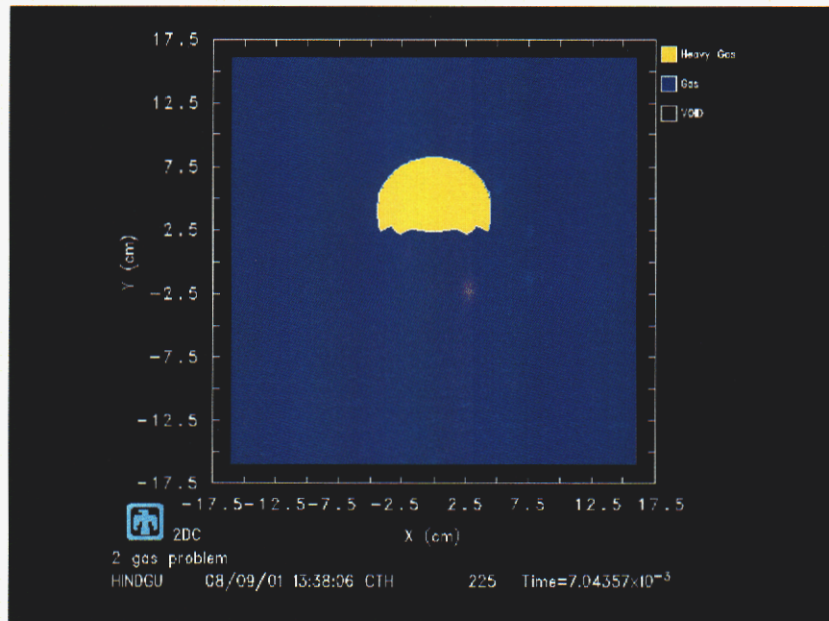 17.5
12.5
7.5
2.5
-2.5
-7.5
-12.5
-17.5
Y (cm)
Heavy Gas
Gas
VOID
-17.5-12.5-7.5 -2.5 2.5 7.5 12.5 17.5
X (cm)
2DC
2 gas problem
HINDGU 08/09/01 13:38:06 CTH 225 Time=7.04357×10⁻³